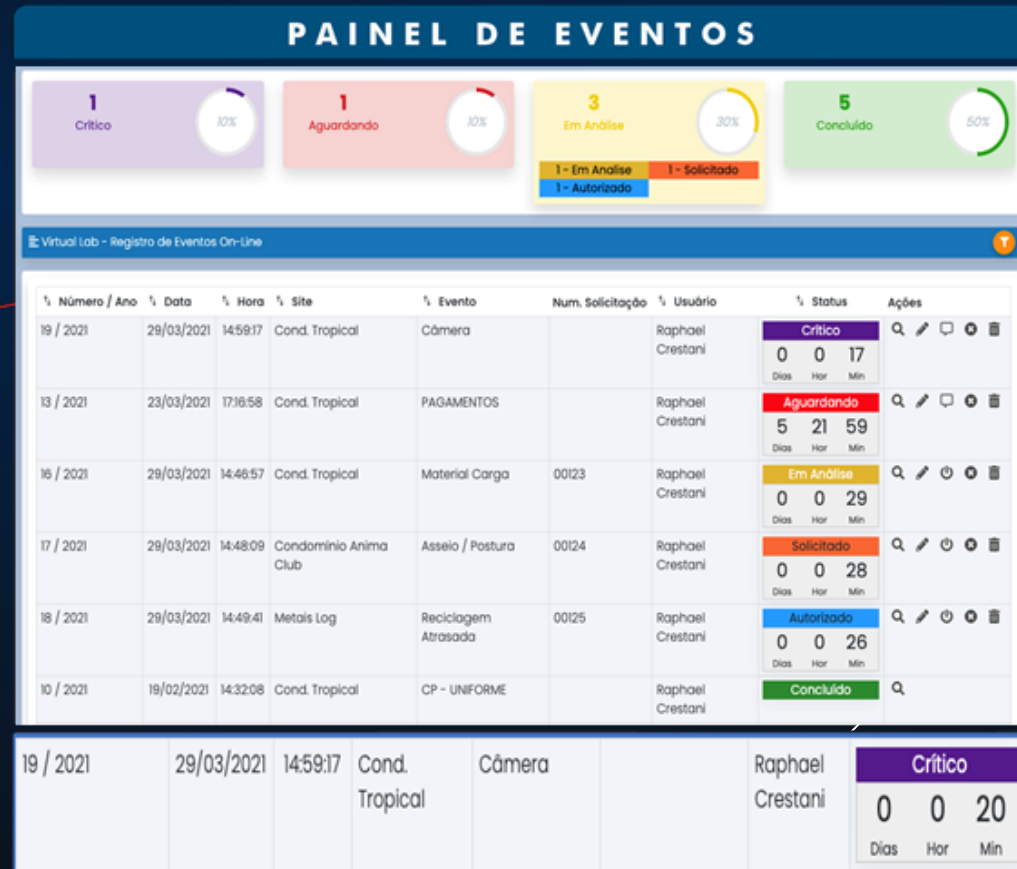 PAINEL DE EVENTOS
1
Crítico
10%
1
Aguardando
10%
3
Em Análise
30%
1 - Em Analise
1 - Solicitado
1 - Autorizado
5
Concluído
50%
Virtual Lab - Registro de Eventos On-Line
Número / Ano Data Hora Site Evento Num. Solicitação Usuário Status Ações
19 / 2021 29/03/2021 14:59:17 Cond. Tropical Câmera Raphael Crítico
Crestani 0 0 17
Dias Hor Min
13 / 2021 23/03/2021 17:16:58 Cond. Tropical PAGAMENTOS Raphael Aguardando
Crestani 5 21 59
Dias Hor Min
16 / 2021 29/03/2021 14:46:57 Cond. Tropical Material Carga 00123 Raphael Em Análise
Crestani 0 0 29
Dias Hor Min
17 / 2021 29/03/2021 14:48:09 Condomínio Anima Asseio / Postura 00124 Raphael Solicitado
Club Crestani 0 0 28
Dias Hor Min
18 / 2021 29/03/2021 14:49:41 Metais Log Reciclagem 00125 Raphael Autorizado
Atrasada Crestani 0 0 26
Dias Hor Min
10 / 2021 19/02/2021 14:32:08 Cond. Tropical CP - UNIFORME Raphael Concluído
Crestani
19 / 2021 29/03/2021 14:59:17 Cond. Câmera Raphael Crítico
Tropical Crestani 0 0 20
Dias Hor Min